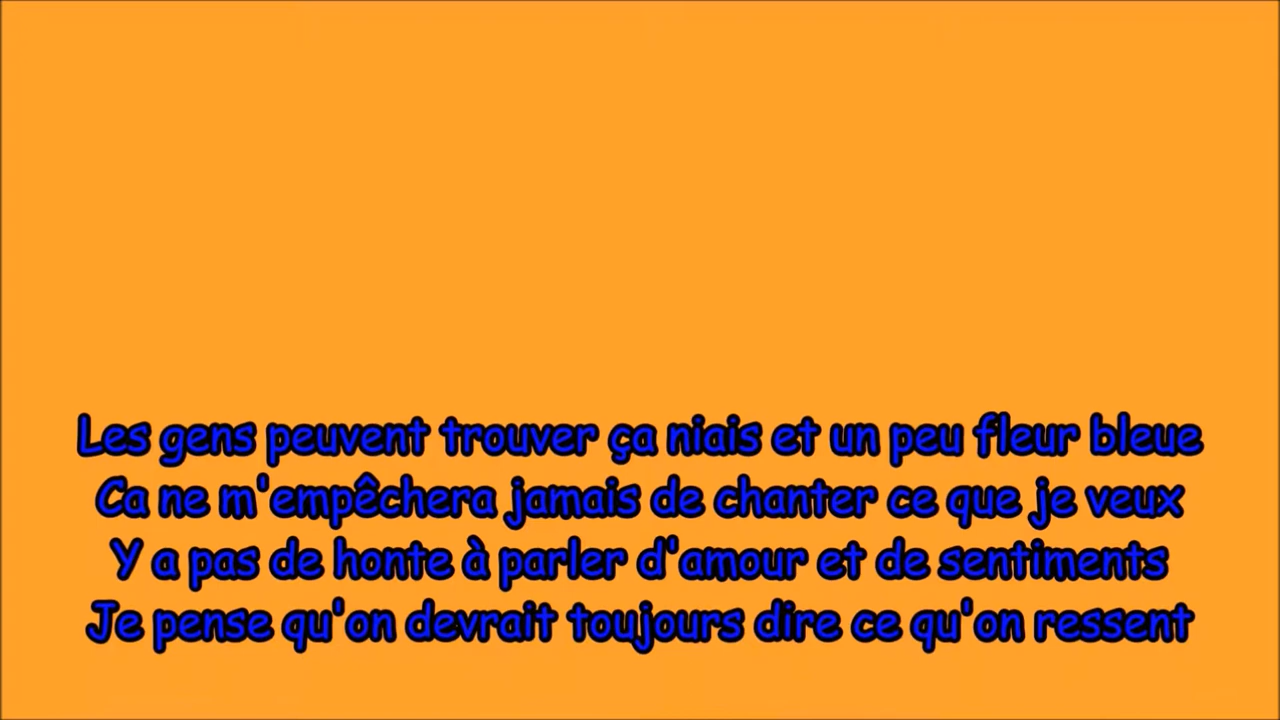 Les gens peuvent trouver ça niais et un peu fleur bleue
Ca ne m'empêchera jamais de chanter ce que je veux
Y a pas de honte à parler d'amour et de sentiments
Je pense qu'on devrait toujours dire ce qu'on ressent